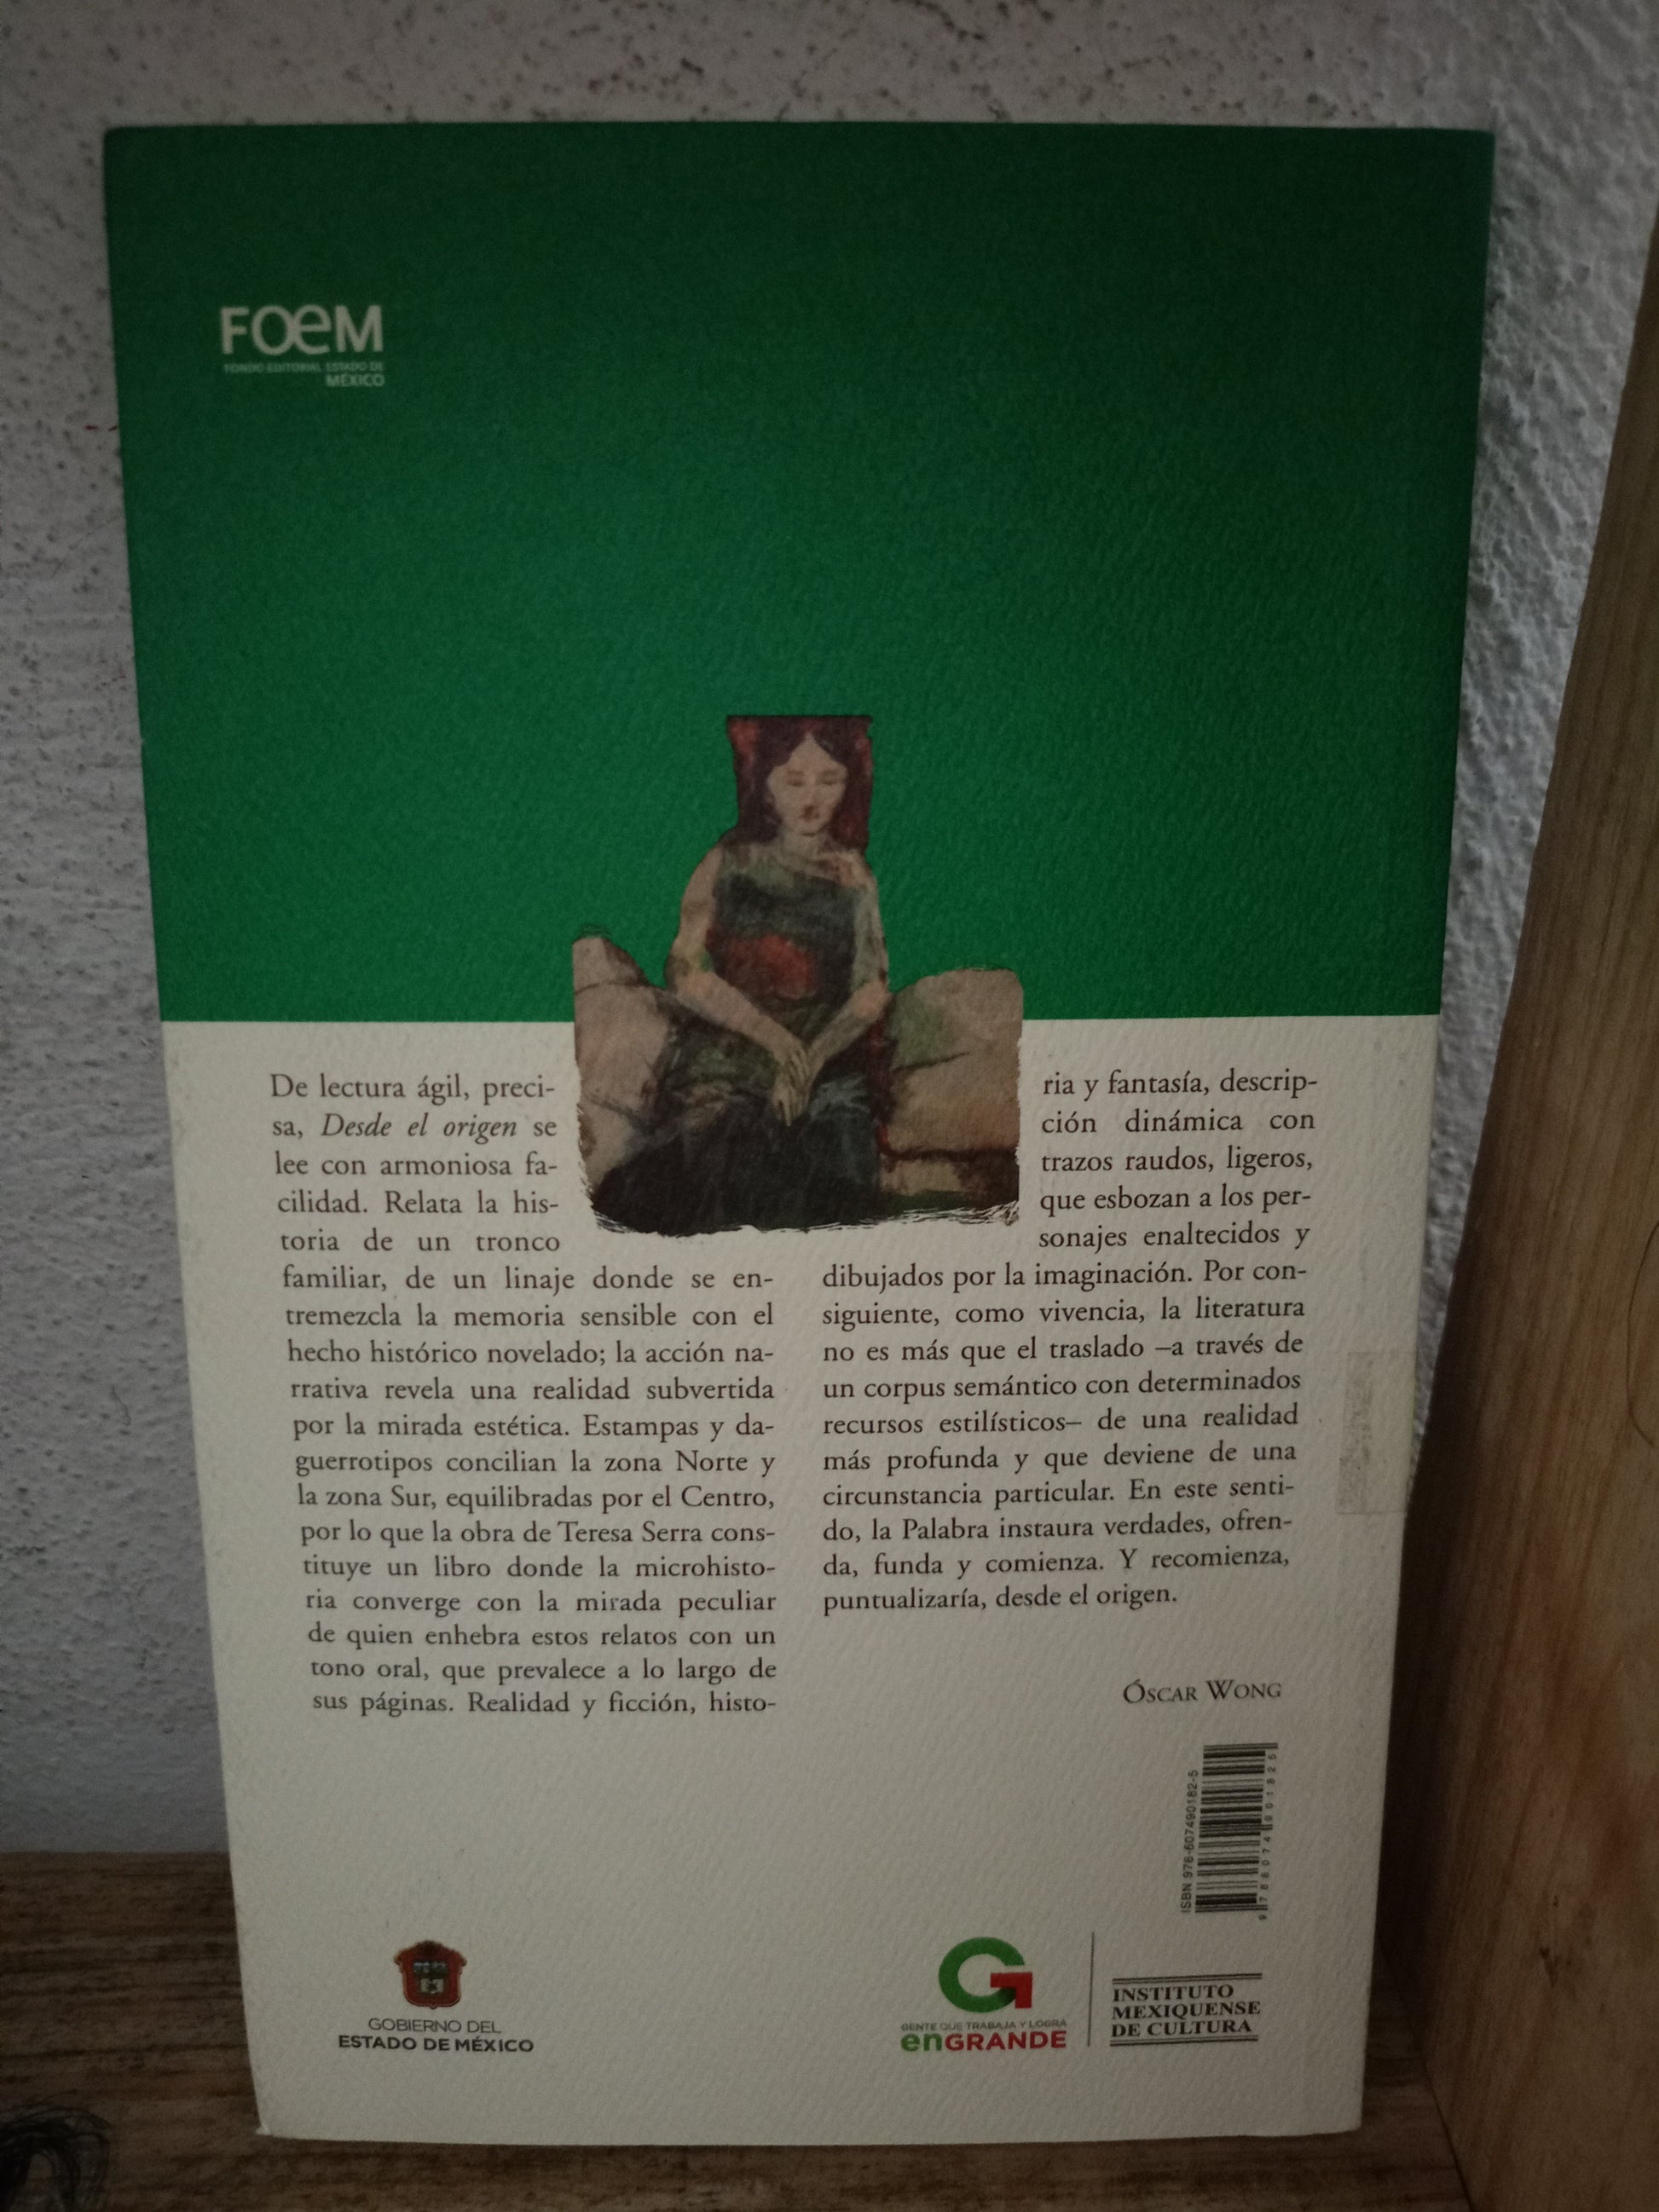 FOEM
FONDO EDITORIAL ESTADO DE
MÉXICO
De lectura ágil, preci-
sa, Desde el origen se
lee con armoniosa fa-
cilidad. Relata la his-
toria de un tronco
familiar, de un linaje donde se en-
tremezcla la memoria sensible con el
hecho histórico novelado; la acción na-
rrativa revela una realidad subvertida
por la mirada estética. Estampas y da-
guerrotipos concilian la zona Norte y
la zona Sur, equilibradas por el Centro,
por lo que la obra de Teresa Serra cons-
tituye un libro donde la microhisto-
ria converge con la mirada peculiar
de quien enhebra estos relatos con un
tono oral, que prevalece a lo largo de
sus páginas. Realidad y ficción, histo-
ria y fantasía, descrip-
ción dinámica con
trazos raudos, ligeros,
que esbozan a los per-
sonajes enaltecidos y
dibujados por la imaginación. Por con-
siguiente, como vivencia, la literatura
no es más que el traslado –a través de
un corpus semántico con determinados
recursos estilísticos– de una realidad
más profunda y que deviene de una
circunstancia particular. En este senti-
do, la Palabra instaura verdades, ofren-
da, funda y comienza. Y recomienza,
puntualizaría, desde el origen.
ÓSCAR WONG
ISBN 978-607490182-5
9 786074 901825
GOBIERNO DEL
ESTADO DE MÉXICO
GENTE QUE TRABAJA Y LOGRA
enGRANDE
INSTITUTO
MEXIQUENSE
DE CULTURA